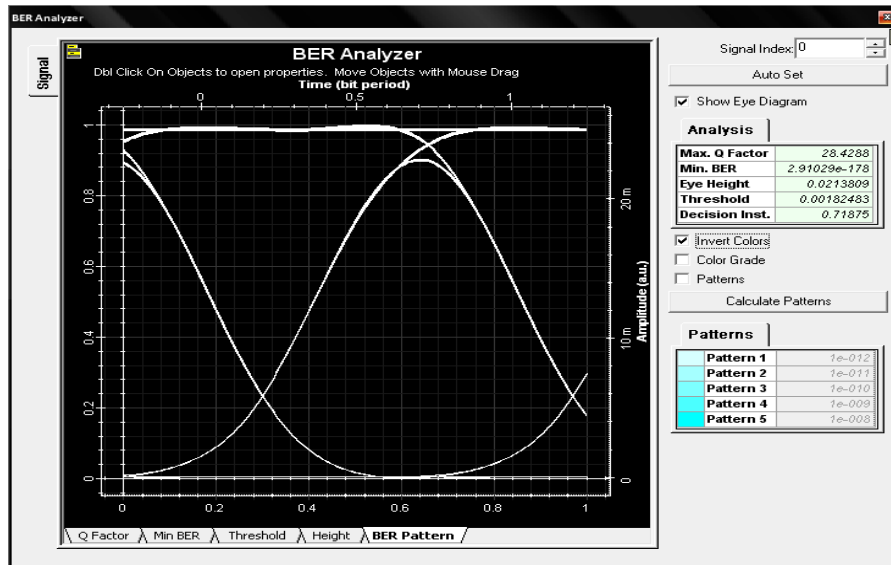 BER Analyzer
Signal
BER Analyzer
Dbl Click On Objects to open properties. Move Objects with Mouse Drag
Time (bit period)
0 0.5 1
1
0.8
0.6
0.4
0.2
0
20 m
10 m
0
Amplitude (a.u.)
0 0.2 0.4 0.6 0.8 1
Q Factor Min BER Threshold Height BER Pattern
Signal Index: 0
Auto Set
Show Eye Diagram
Analysis
Max. Q Factor 28.4288
Min. BER 2.91029e-178
Eye Height 0.0213809
Threshold 0.00182483
Decision Inst. 0.71875
Invert Colors
Color Grade
Patterns
Calculate Patterns
Patterns
Pattern 1 1e-012
Pattern 2 1e-011
Pattern 3 1e-010
Pattern 4 1e-009
Pattern 5 1e-008